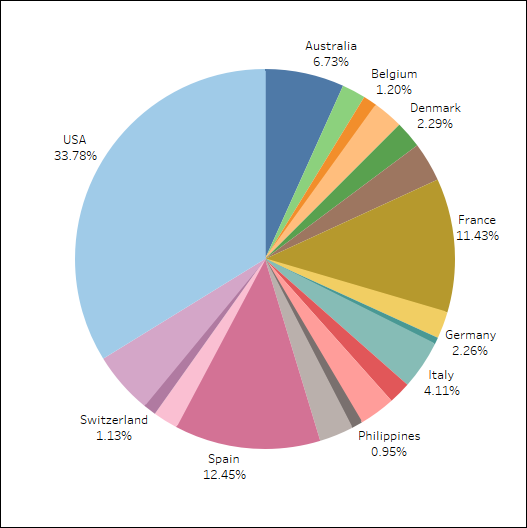 Australia
6.73%
Belgium
1.20%
Denmark
2.29%
USA
33.78%
France
11.43%
Germany
2.26%
Italy
4.11%
Switzerland
1.13%
Philippines
0.95%
Spain
12.45%